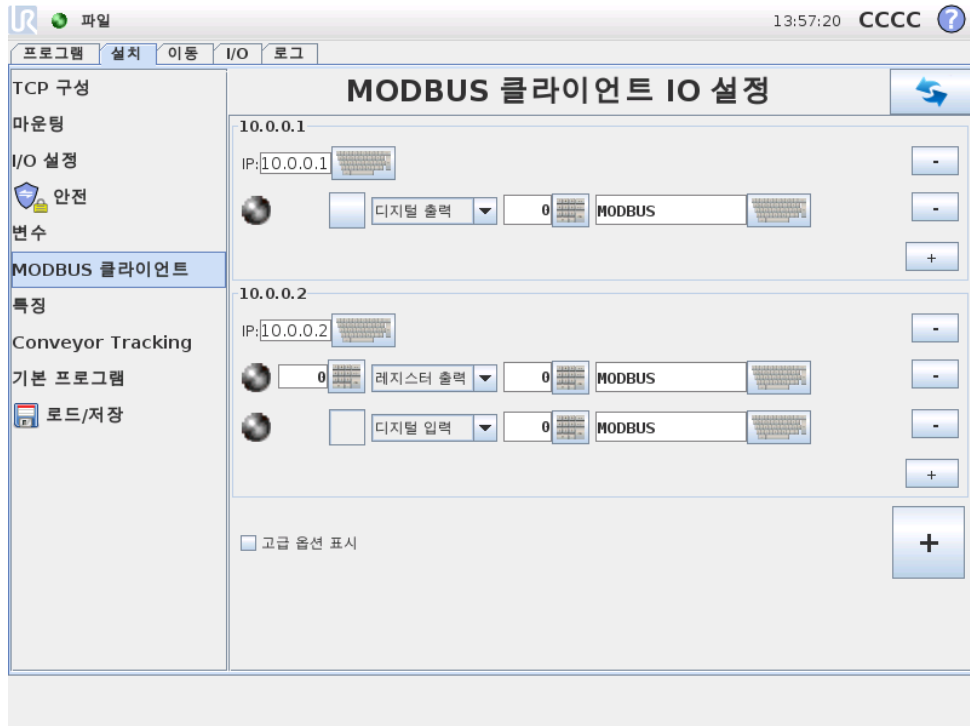 UR 파일 13:57:20 CCCC ?
프로그램 설치 이동 I/O 로그
TCP 구성
마운팅
I/O 설정
안전
변수
MODBUS 클라이언트
특징
Conveyor Tracking
기본 프로그램
로드/저장
MODBUS 클라이언트 IO 설정
10.0.0.1
IP: 10.0.0.1 -
디지털 출력 0 MODBUS -
+
10.0.0.2
IP: 10.0.0.2 -
0 레지스터 출력 0 MODBUS -
디지털 입력 0 MODBUS -
+
고급 옵션 표시 +